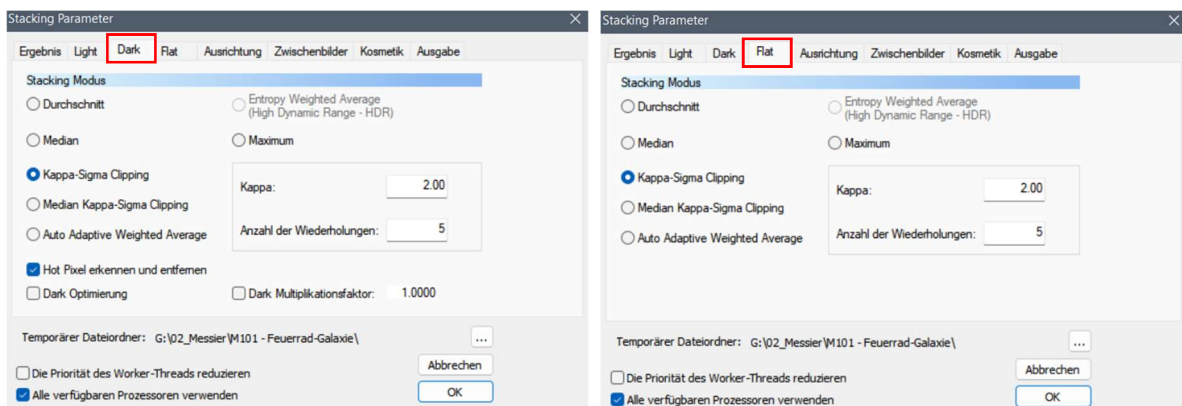 Stacking Parameter
Ergebnis Light Dark Flat Ausrichtung Zwischenbilder Kosmetik Ausgabe
Stacking Modus
Durchschnitt
Entropy Weighted Average
(High Dynamic Range - HDR)
Median
Maximum
Kappa-Sigma Clipping
Median Kappa-Sigma Clipping
Auto Adaptive Weighted Average
Kappa: 2.00
Anzahl der Wiederholungen: 5
Hot Pixel erkennen und entfernen
Dark Optimierung
Dark Multiplikationsfaktor: 1.0000
Temporärer Dateiordner: G:\02_Messier\M101 - Feuerrad-Galaxie\ ...
Die Priorität des Worker-Threads reduzieren
Alle verfügbaren Prozessoren verwenden
Abbrechen
OK
Stacking Parameter
Ergebnis Light Dark Flat Ausrichtung Zwischenbilder Kosmetik Ausgabe
Stacking Modus
Durchschnitt
Entropy Weighted Average
(High Dynamic Range - HDR)
Median
Maximum
Kappa-Sigma Clipping
Median Kappa-Sigma Clipping
Auto Adaptive Weighted Average
Kappa: 2.00
Anzahl der Wiederholungen: 5
Temporärer Dateiordner: G:\02_Messier\M101 - Feuerrad-Galaxie\ ...
Die Priorität des Worker-Threads reduzieren
Alle verfügbaren Prozessoren verwenden
Abbrechen
OK